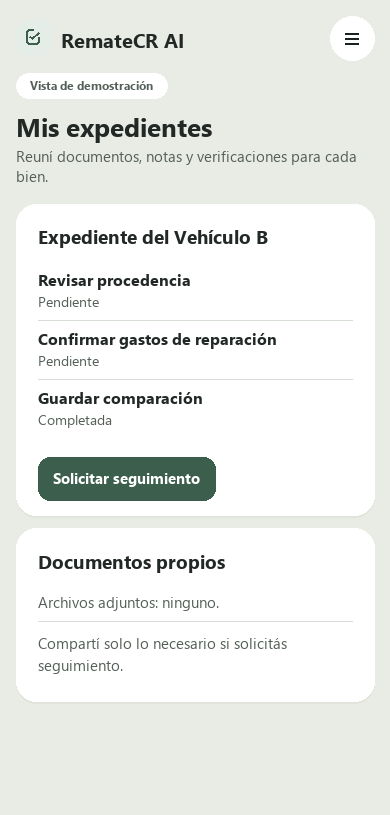 RemateCR AI
Vista de demostración
Mis expedientes
Reuní documentos, notas y verificaciones para cada
bien.
Expediente del Vehículo B
Revisar procedencia
Pendiente
Confirmar gastos de reparación
Pendiente
Guardar comparación
Completada
Solicitar seguimiento
Documentos propios
Archivos adjuntos: ninguno.
Compartí solo lo necesario si solicitás
seguimiento.